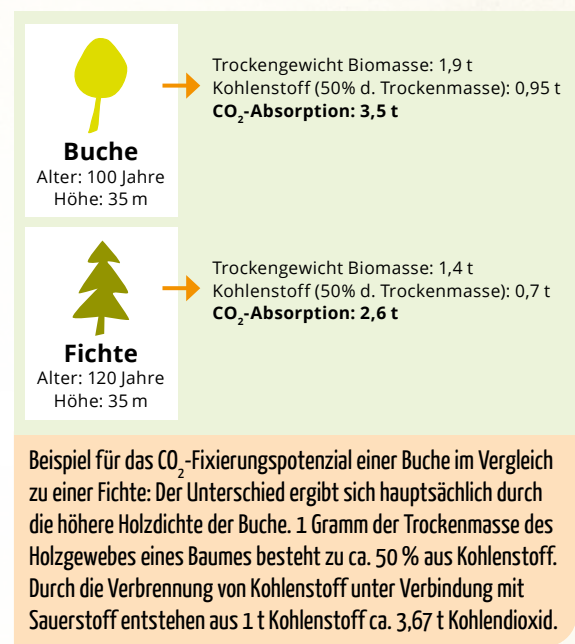 Trockengewicht Biomasse: 1,9 t
Kohlenstoff (50% d. Trockenmasse): 0,95 t
CO₂-Absorption: 3,5 t
Buche
Alter: 100 Jahre
Höhe: 35 m
Trockengewicht Biomasse: 1,4 t
Kohlenstoff (50% d. Trockenmasse): 0,7 t
CO₂-Absorption: 2,6 t
Fichte
Alter: 120 Jahre
Höhe: 35 m
Beispiel für das CO₂-Fixierungspotenzial einer Buche im Vergleich
zu einer Fichte: Der Unterschied ergibt sich hauptsächlich durch
die höhere Holzdichte der Buche. 1 Gramm der Trockenmasse des
Holzgewebes eines Baumes besteht zu ca. 50 % aus Kohlenstoff.
Durch die Verbrennung von Kohlenstoff unter Verbindung mit
Sauerstoff entstehen aus 1 t Kohlenstoff ca. 3,67 t Kohlendioxid.